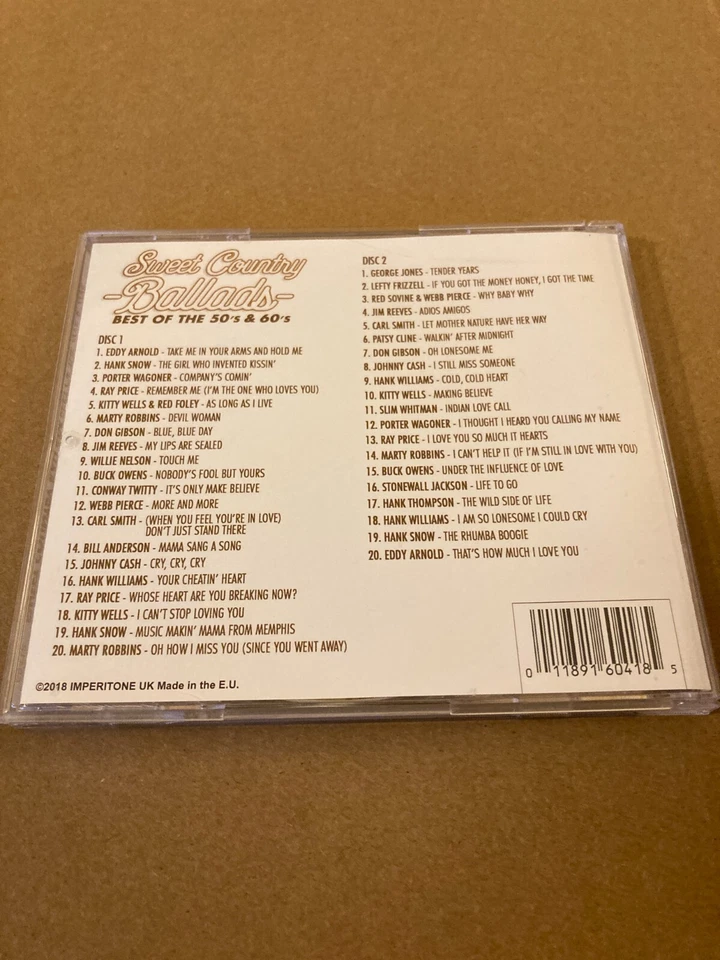 Sweet Country
-Ballads-
BEST OF THE 50's & 60's
DISC 1
1. EDDY ARNOLD - TAKE ME IN YOUR ARMS AND HOLD ME
2. HANK SNOW - THE GIRL WHO INVENTED KISSIN'
3. PORTER WAGONER - COMPANY'S COMIN'
4. RAY PRICE - REMEMBER ME (I'M THE ONE WHO LOVES YOU)
5. KITTY WELLS & RED FOLEY - AS LONG AS I LIVE
6. MARTY ROBBINS - DEVIL WOMAN
7. DON GIBSON - BLUE, BLUE DAY
8. JIM REEVES - MY LIPS ARE SEALED
9. WILLIE NELSON - TOUCH ME
10. BUCK OWENS - NOBODY'S FOOL BUT YOURS
11. CONWAY TWITTY - IT'S ONLY MAKE BELIEVE
12. WEBB PIERCE - MORE AND MORE
13. CARL SMITH - (WHEN YOU FEEL YOU'RE IN LOVE)
DON'T JUST STAND THERE
14. BILL ANDERSON - MAMA SANG A SONG
15. JOHNNY CASH - CRY, CRY, CRY
16. HANK WILLIAMS - YOUR CHEATIN' HEART
17. RAY PRICE - WHOSE HEART ARE YOU BREAKING NOW?
18. KITTY WELLS - I CAN'T STOP LOVING YOU
19. HANK SNOW - MUSIC MAKIN' MAMA FROM MEMPHIS
20. MARTY ROBBINS - OH HOW I MISS YOU (SINCE YOU WENT AWAY)
©2018 IMPERITONE UK Made in the E.U.
DISC 2
1. GEORGE JONES - TENDER YEARS
2. LEFTY FRIZZELL - IF YOU GOT THE MONEY HONEY, I GOT THE TIME
3. RED SOVINE & WEBB PIERCE - WHY BABY WHY
4. JIM REEVES - ADIOS AMIGOS
5. CARL SMITH - LET MOTHER NATURE HAVE HER WAY
6. PATSY CLINE - WALKIN' AFTER MIDNIGHT
7. DON GIBSON - OH LONESOME ME
8. JOHNNY CASH - I STILL MISS SOMEONE
9. HANK WILLIAMS - COLD, COLD HEART
10. KITTY WELLS - MAKING BELIEVE
11. SLIM WHITMAN - INDIAN LOVE CALL
12. PORTER WAGONER - I THOUGHT I HEARD YOU CALLING MY NAME
13. RAY PRICE - I LOVE YOU SO MUCH IT HEARTS
14. MARTY ROBBINS - I CAN'T HELP IT (IF I'M STILL IN LOVE WITH YOU)
15. BUCK OWENS - UNDER THE INFLUENCE OF LOVE
16. STONEWALL JACKSON - LIFE TO GO
17. HANK THOMPSON - THE WILD SIDE OF LIFE
18. HANK WILLIAMS - I AM SO LONESOME I COULD CRY
19. HANK SNOW - THE RHUMBA BOOGIE
20. EDDY ARNOLD - THAT'S HOW MUCH I LOVE YOU
0 11891 60418 5